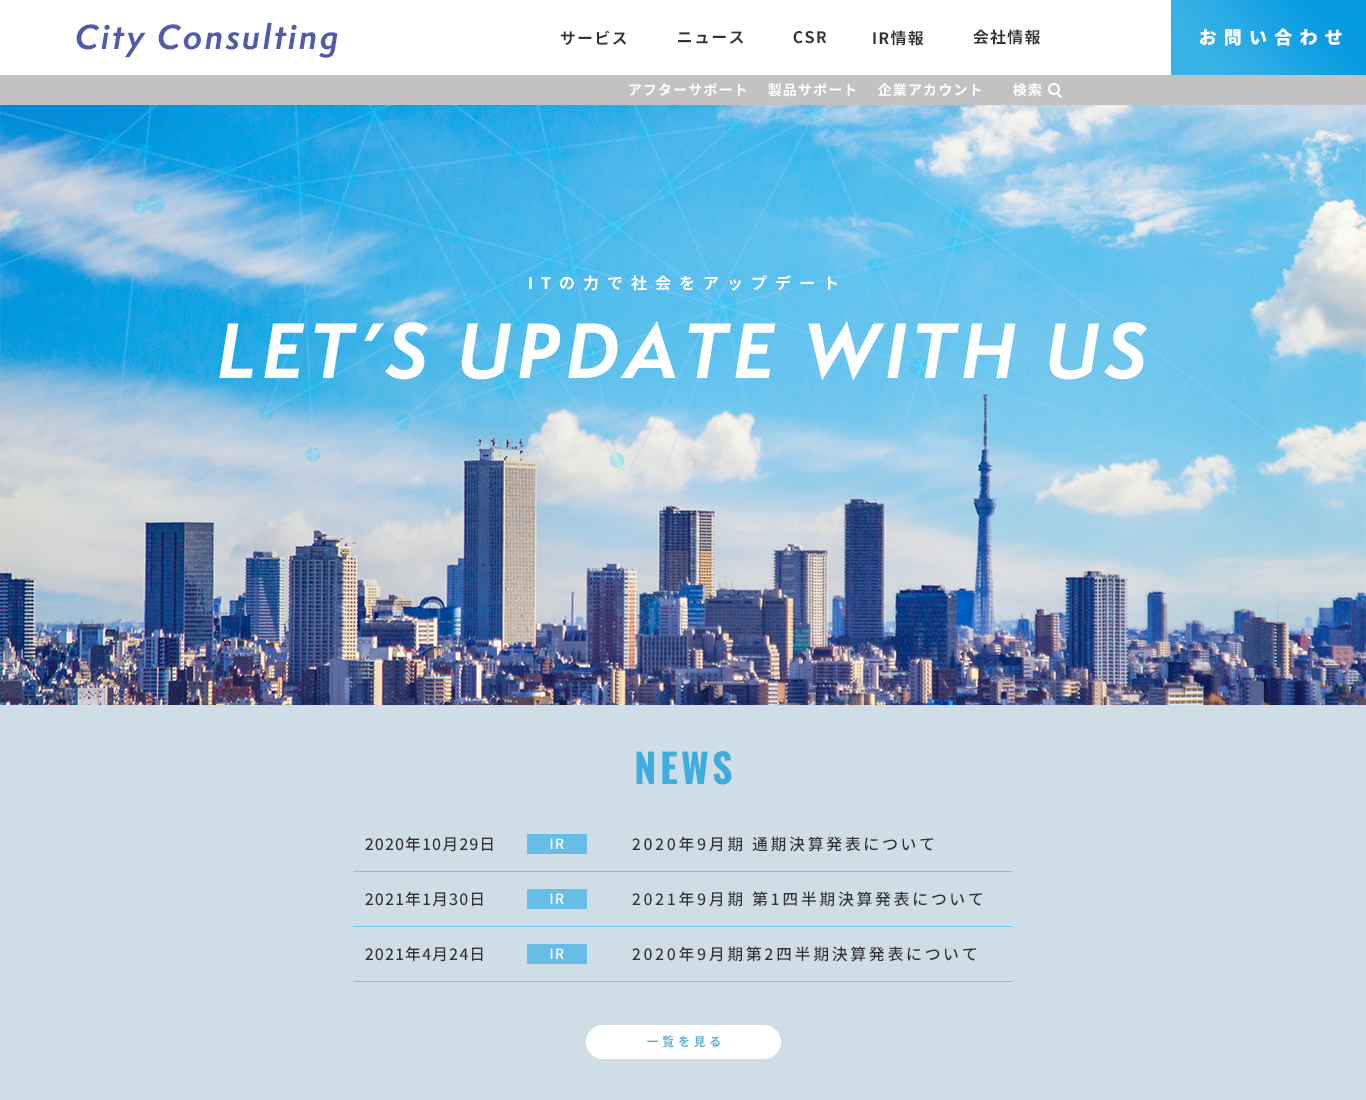 City Consulting
サービス ニュース CSR IR情報 会社情報 お問い合わせ
アフターサポート 製品サポート 企業アカウント 検索
ITの力で社会をアップデート
LET'S UPDATE WITH US
NEWS
2020年10月29日 IR 2020年9月期 通期決算発表について
2021年1月30日 IR 2021年9月期 第1四半期決算発表について
2021年4月24日 IR 2020年9月期第2四半期決算発表について
一覧を見る